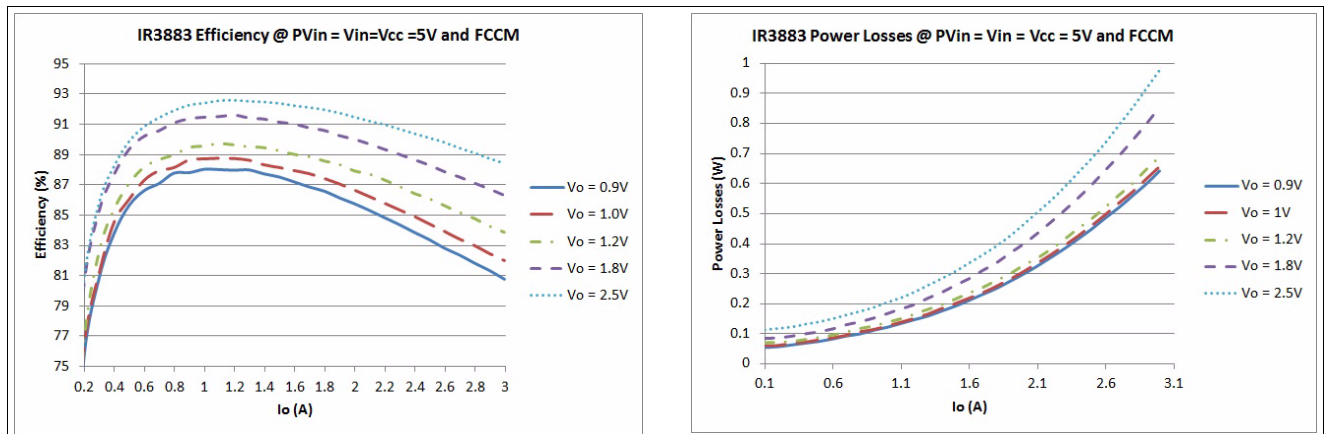 IR3883 Efficiency @ PVin = Vin=Vcc =5V and FCCM
Efficiency (%)
95
93
91
89
87
85
83
81
79
77
75
0.2 0.4 0.6 0.8 1 1.2 1.4 1.6 1.8 2 2.2 2.4 2.6 2.8 3
Io (A)
Vo = 0.9V
Vo = 1.0V
Vo = 1.2V
Vo = 1.8V
Vo = 2.5V
IR3883 Power Losses @ PVin = Vin = Vcc = 5V and FCCM
Power Losses (W)
1
0.9
0.8
0.7
0.6
0.5
0.4
0.3
0.2
0.1
0
0.1 0.6 1.1 1.6 2.1 2.6 3.1
Io (A)
Vo = 0.9V
Vo = 1V
Vo = 1.2V
Vo = 1.8V
Vo = 2.5V